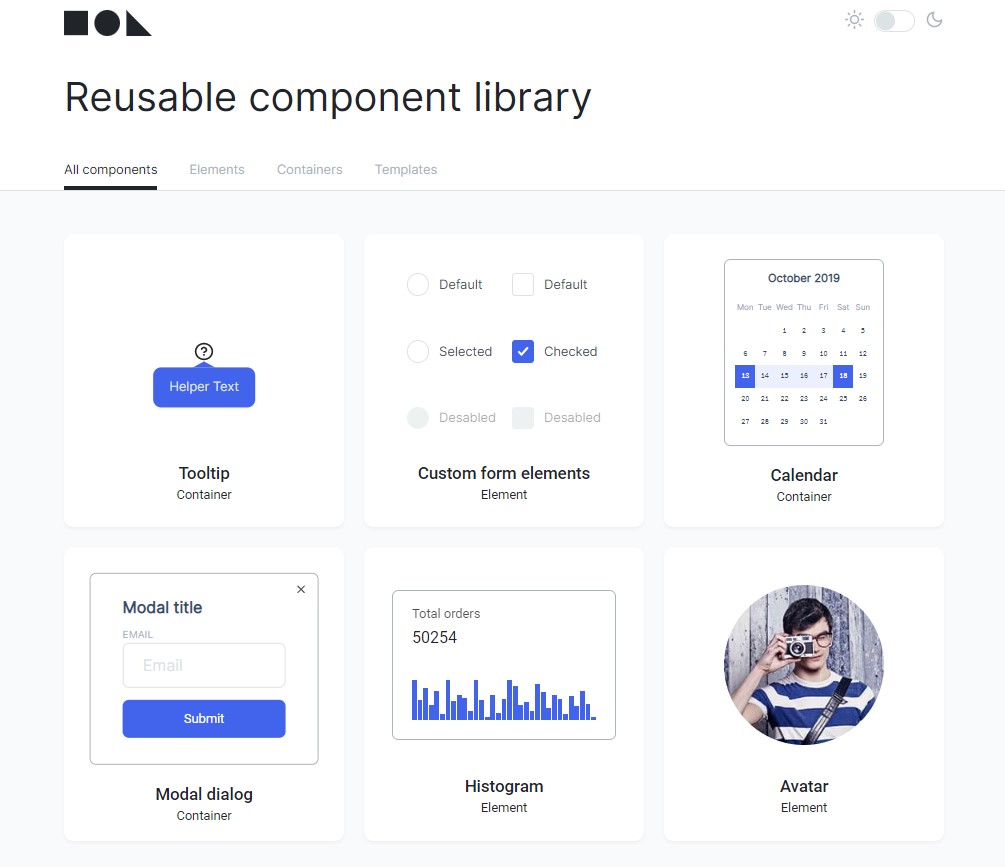 Reusable component library
All components Elements Containers Templates
?
Helper Text
Tooltip
Container
Default Default
Selected Checked
Desabled Desabled
Custom form elements
Element
October 2019
Mon Tue Wed Thu Fri Sat Sun
1 2 3 4 5
6 7 8 9 10 11 12
13 14 15 16 17 18 19
20 21 22 23 24 25 26
27 28 29 30 31
Calendar
Container
Modal title
EMAIL
Email
Submit
Modal dialog
Container
Total orders
50254
Histogram
Element
Avatar
Element